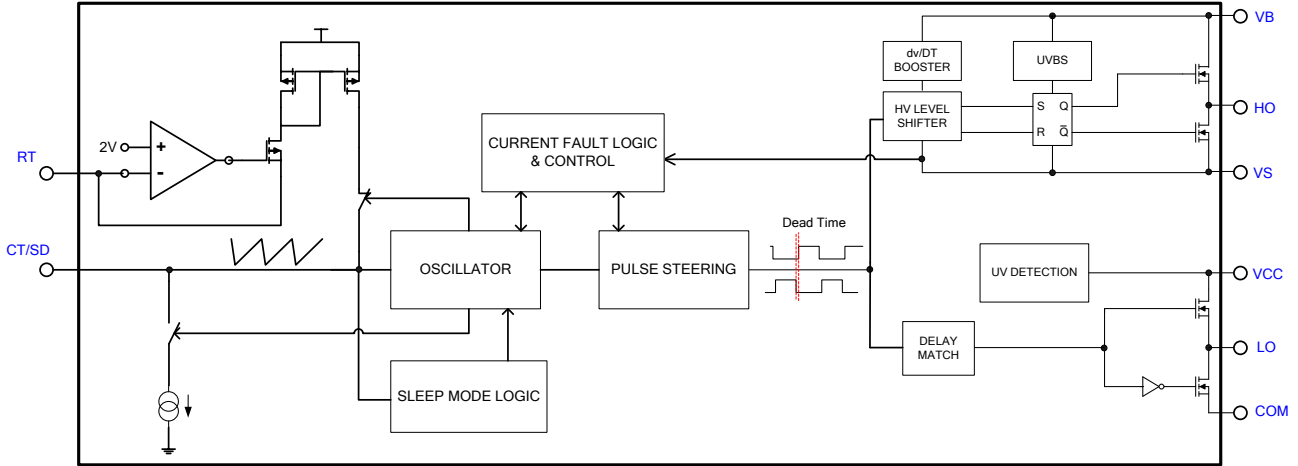 VB
dv/DT
BOOSTER
UVBS
HV LEVEL
SHIFTER
S Q
R Q̅
HO
VS
2V
+
-
RT
CURRENT FAULT LOGIC
& CONTROL
CT/SD
OSCILLATOR
PULSE STEERING
Dead Time
UV DETECTION
VCC
DELAY
MATCH
LO
SLEEP MODE LOGIC
COM